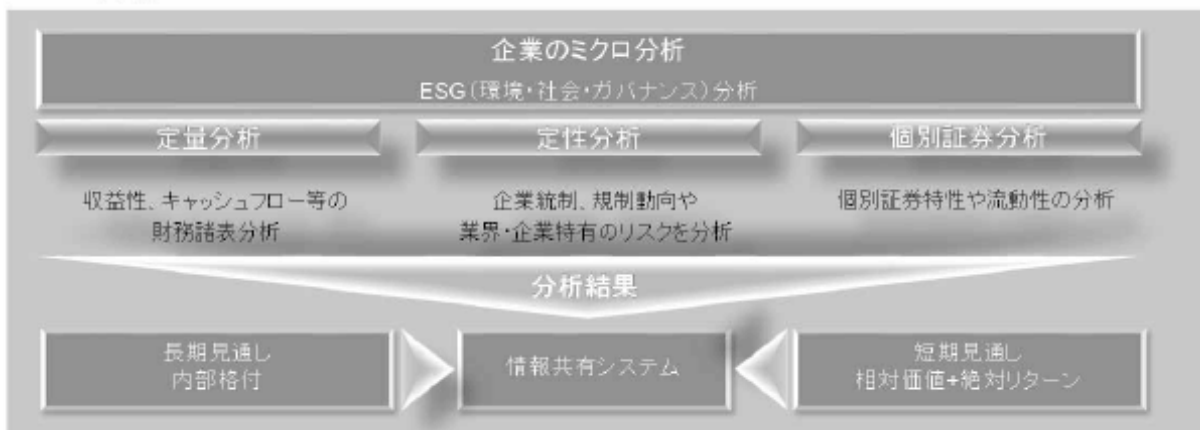 企業のミクロ分析
ESG(環境・社会・ガバナンス)分析
定量分析
定性分析
個別証券分析
収益性、キャッシュフロー等の
財務諸表分析
企業統制、規制動向や
業界・企業特有のリスクを分析
個別証券特性や流動性の分析
分析結果
長期見通し
内部格付
情報共有システム
短期見通し
相対価値+絶対リターン